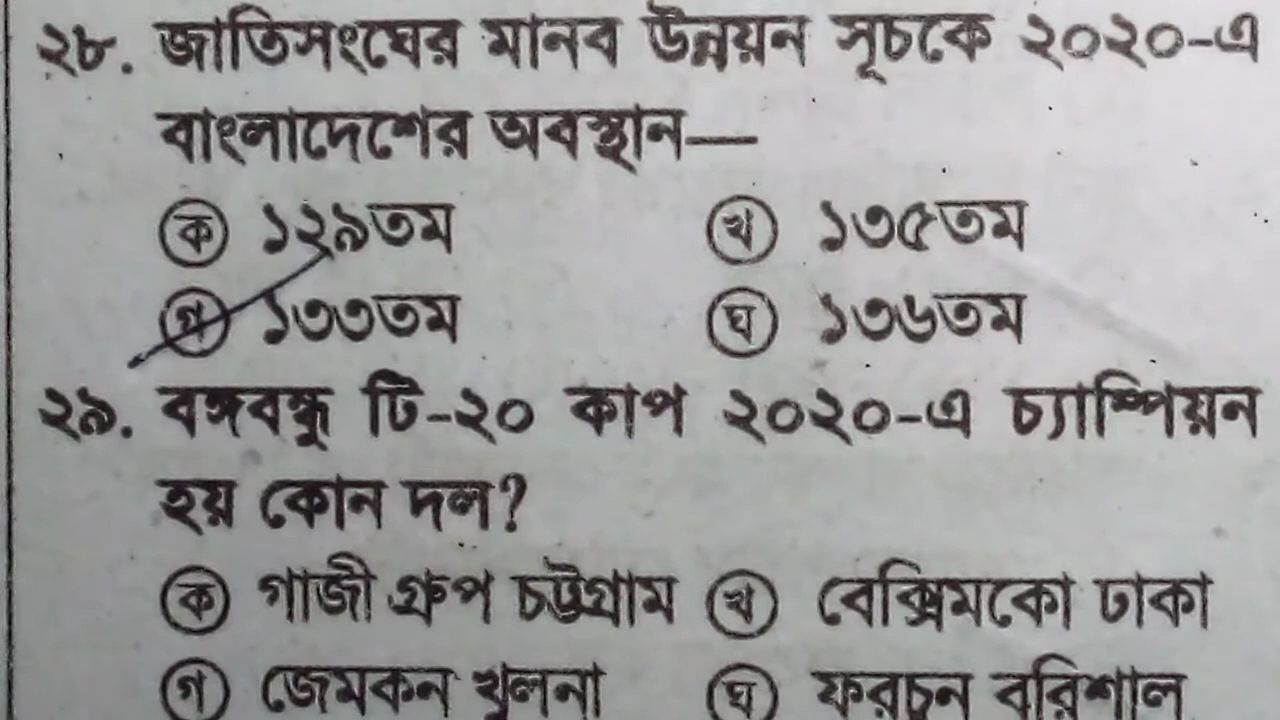 ২৮. জাতিসংঘের মানব উন্নয়ন সূচকে ২০২০-এ
বাংলাদেশের অবস্থান—
ক ১২৯তম খ ১৩৫তম
গ ১৩৩তম ঘ ১৩৬তম
২৯. বঙ্গবন্ধু টি-২০ কাপ ২০২০-এ চ্যাম্পিয়ন
হয় কোন দল?
ক গাজী গ্রুপ চট্টগ্রাম খ বেক্সিমকো ঢাকা
গ জেমকন খুলনা ঘ ফরচুন বরিশাল